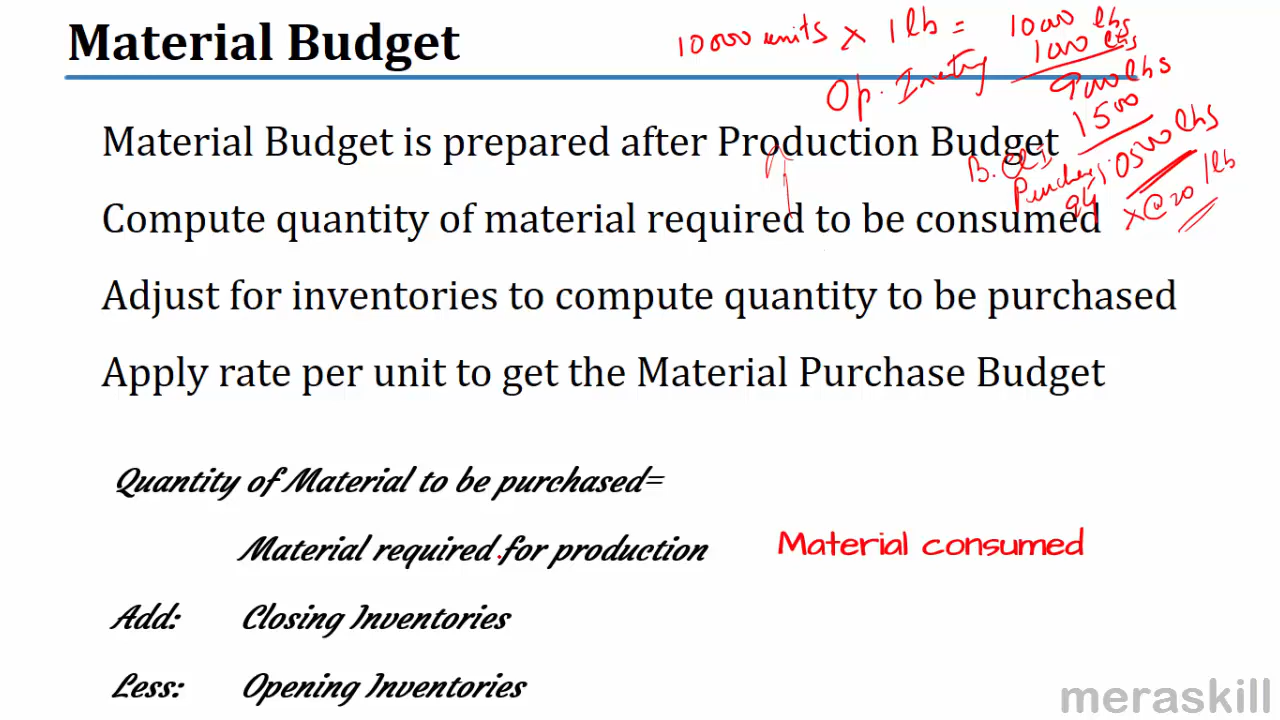 Material Budget
10000 units x 1 lb = 1000 lbs
Op. 1000 lbs
9000 lbs
1500
Material Budget is prepared after Production Budget
B. Cl I 10500 lbs
Purchases
x @ 20 / lb
Compute quantity of material required to be consumed
Adjust for inventories to compute quantity to be purchased
Apply rate per unit to get the Material Purchase Budget
Quantity of Material to be purchased=
Material required for production Material consumed
Add: Closing Inventories
Less: Opening Inventories
meraskill